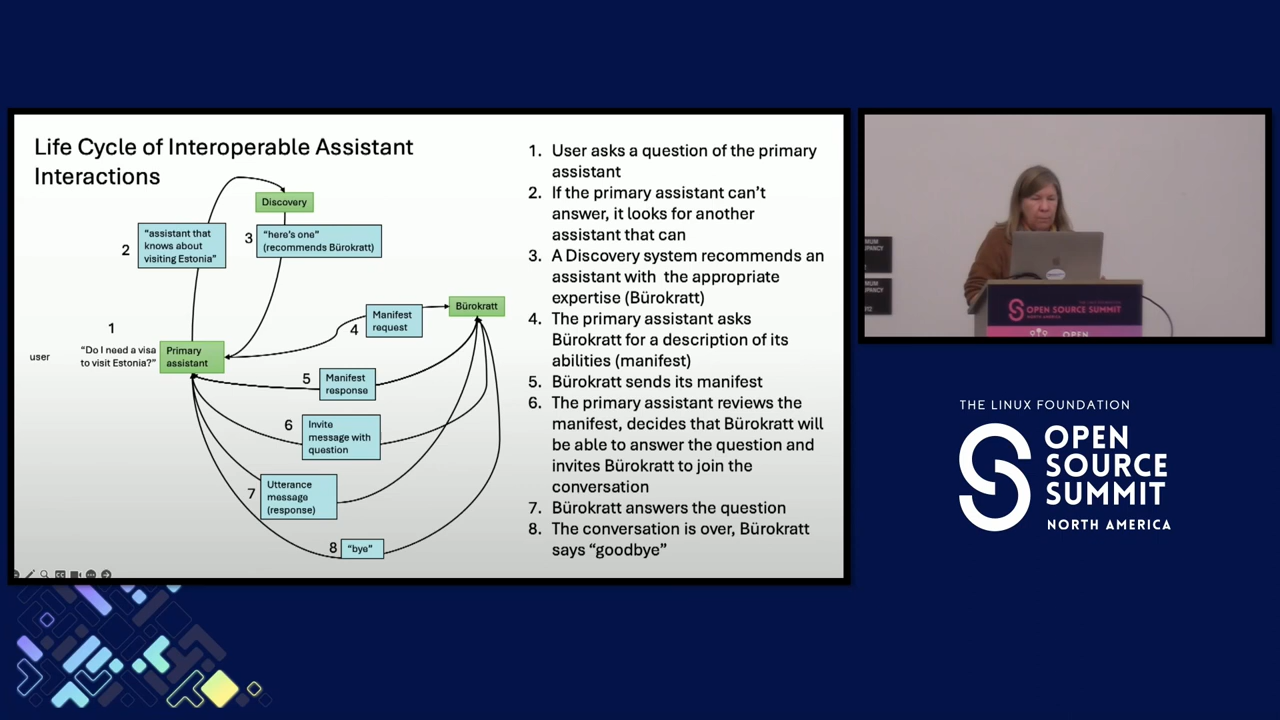 Life Cycle of Interoperable Assistant
Interactions
Discovery
2
“assistant that
knows about
visiting Estonia”
3
“here’s one”
(recommends Bürokratt)
Bürokratt
4
Manifest
request
1
user
“Do I need a visa
to visit Estonia?”
Primary
assistant
5
Manifest
response
6
Invite
message with
question
7
Utterance
message
(response)
8
“bye”
1. User asks a question of the primary
assistant
2. If the primary assistant can’t
answer, it looks for another
assistant that can
3. A Discovery system recommends an
assistant with the appropriate
expertise (Bürokratt)
4. The primary assistant asks
Bürokratt for a description of its
abilities (manifest)
5. Bürokratt sends its manifest
6. The primary assistant reviews the
manifest, decides that Bürokratt will
be able to answer the question and
invites Bürokratt to join the
conversation
7. Bürokratt answers the question
8. The conversation is over, Bürokratt
says “goodbye”
OPEN SOURCE SUMMIT
OPEN
THE LINUX FOUNDATION
OPEN
SOURCE
SUMMIT
NORTH AMERICA